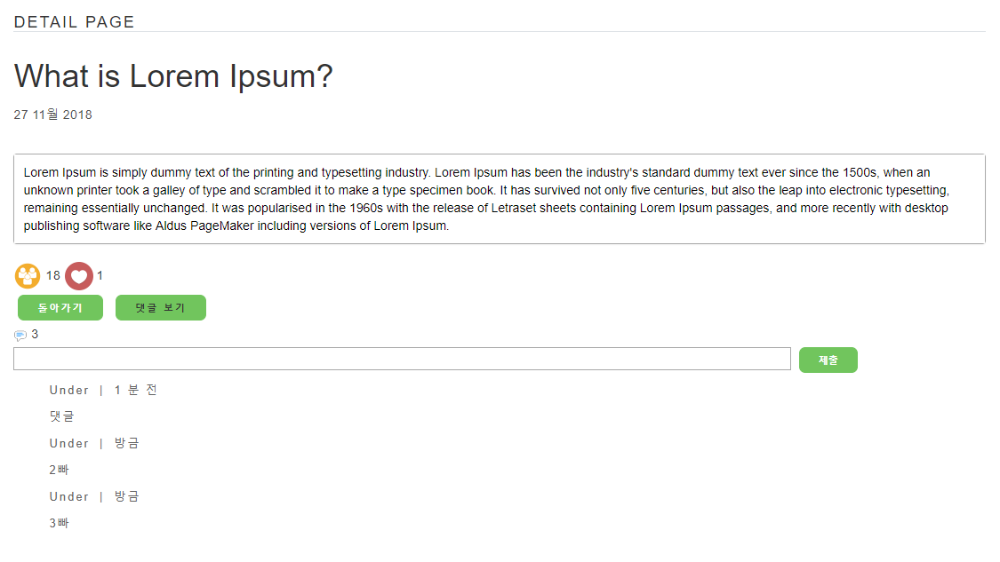 DETAIL PAGE
What is Lorem Ipsum?
27 11월 2018
Lorem Ipsum is simply dummy text of the printing and typesetting industry. Lorem Ipsum has been the industry's standard dummy text ever since the 1500s, when an
unknown printer took a galley of type and scrambled it to make a type specimen book. It has survived not only five centuries, but also the leap into electronic typesetting,
remaining essentially unchanged. It was popularised in the 1960s with the release of Letraset sheets containing Lorem Ipsum passages, and more recently with desktop
publishing software like Aldus PageMaker including versions of Lorem Ipsum.
18 1
돌아가기 댓글 보기
3
제출
Under | 1 분 전
댓글
Under | 방금
2빠
Under | 방금
3빠